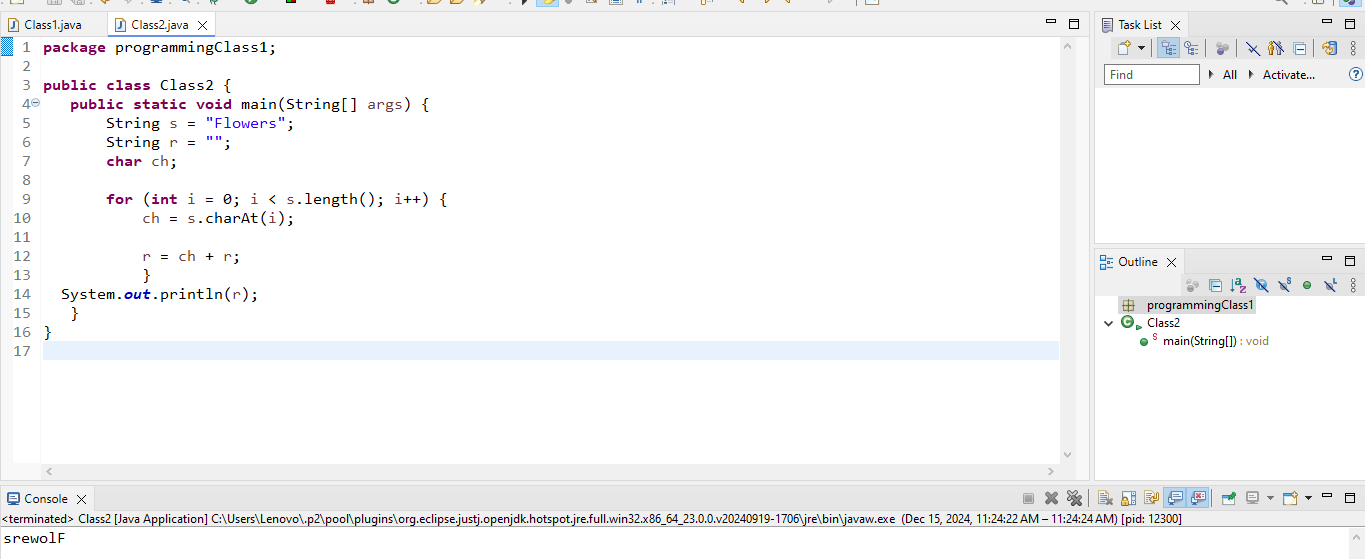 Class1.java
Class2.java
1 package programmingClass1;
2
3 public class Class2 {
4 public static void main(String[] args) {
5 String s = "Flowers";
6 String r = "";
7 char ch;
8
9 for (int i = 0; i < s.length(); i++) {
10 ch = s.charAt(i);
11
12 r = ch + r;
13 }
14 System.out.println(r);
15 }
16 }
17
Task List
Find
All
Activate...
Outline
programmingClass1
Class2
main(String[]) : void
Console
<terminated> Class2 [Java Application] C:\Users\Lenovo\.p2\pool\plugins\org.eclipse.justj.openjdk.hotspot.jre.full.win32.x86_64_23.0.0.v20240919-1706\jre\bin\javaw.exe (Dec 15, 2024, 11:24:22 AM – 11:24:24 AM) [pid: 12300]
srewolF